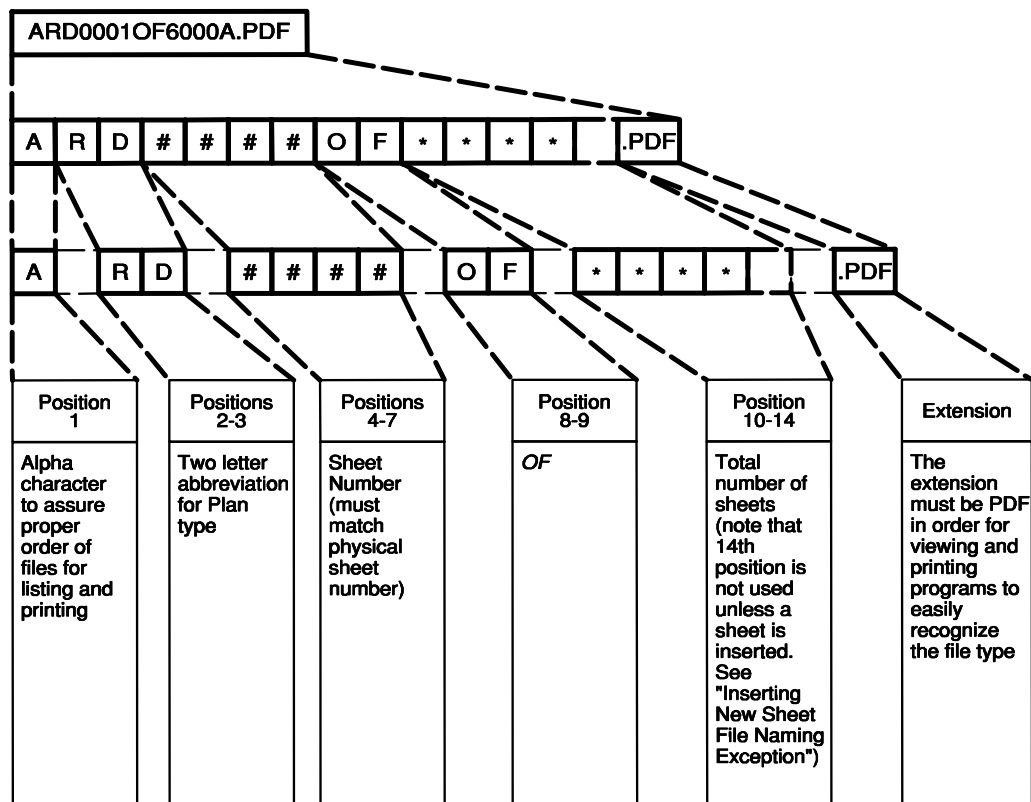 ARD0001OF6000A.PDF
A R D # # # # O F * * * * .PDF
A R D # # # # O F * * * * .PDF
Position
1
Alpha
character
to assure
proper
order of
files for
listing and
printing
Positions
2-3
Two letter
abbreviation
for Plan
type
Positions
4-7
Sheet
Number
(must
match
physical
sheet
number)
Position
8-9
OF
Position
10-14
Total
number of
sheets
(note that
14th
position is
not used
unless a
sheet is
inserted.
See
"Inserting
New Sheet
File Naming
Exception")
Extension
The
extension
must be PDF
in order for
viewing and
printing
programs to
easily
recognize
the file type